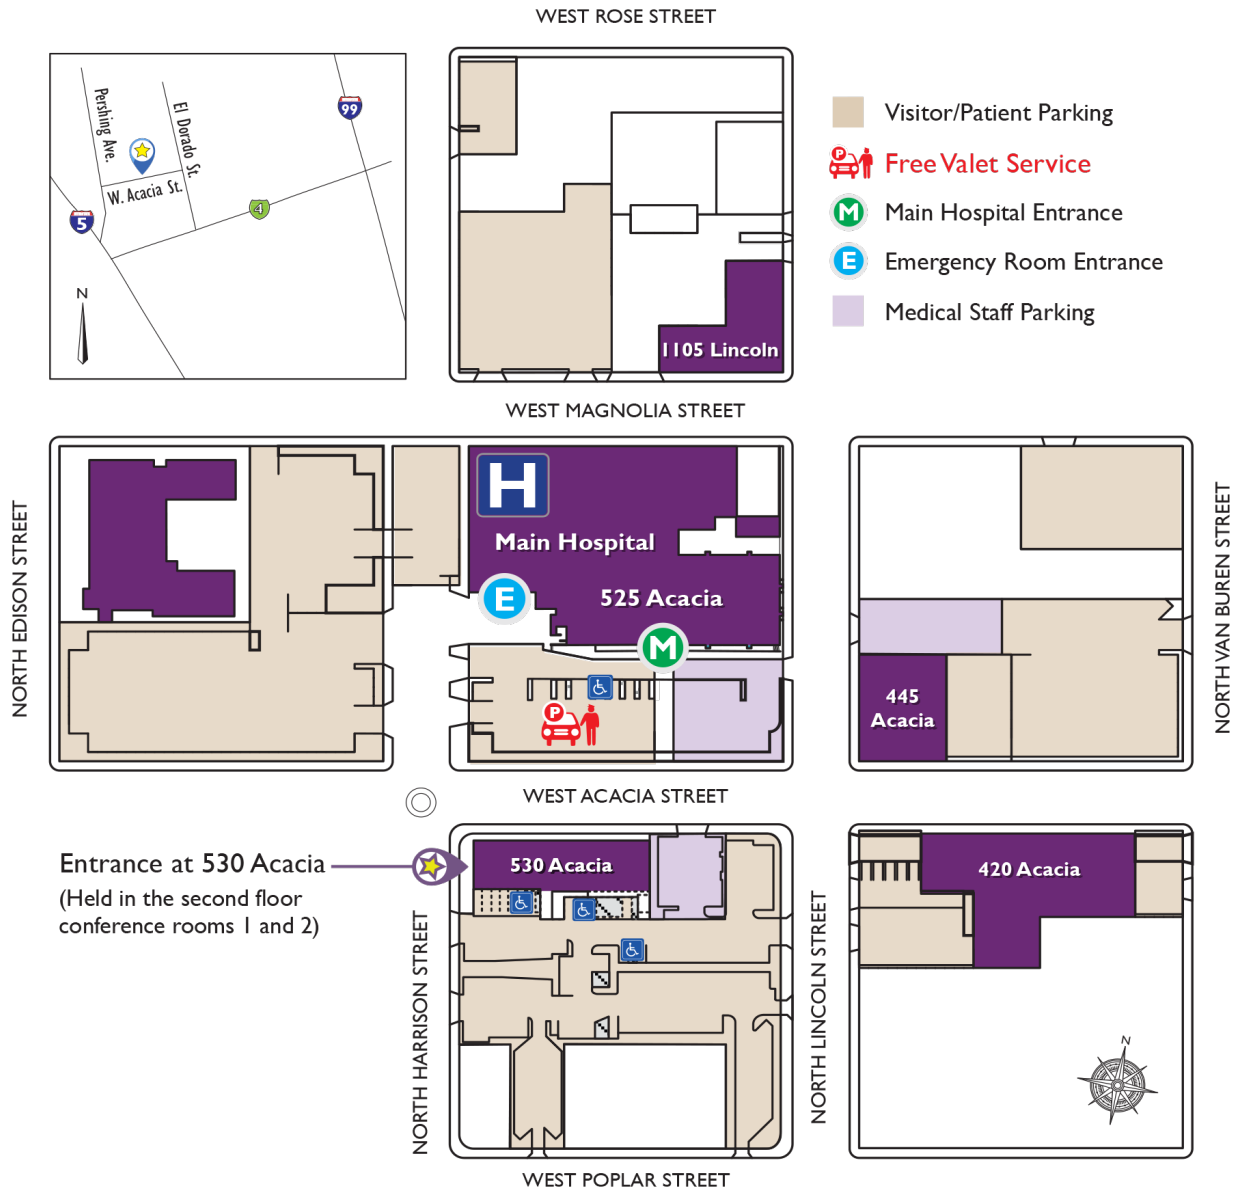 WEST ROSE STREET
Pershing Ave.
El Dorado St.
W. Acacia St.
99
5
4
N
Visitor/Patient Parking
P
Free Valet Service
M
Main Hospital Entrance
E
Emergency Room Entrance
Medical Staff Parking
1105 Lincoln
WEST MAGNOLIA STREET
NORTH EDISON STREET
H
Main Hospital
525 Acacia
E
M
P
445
Acacia
NORTH VAN BUREN STREET
WEST ACACIA STREET
Entrance at 530 Acacia
(Held in the second floor
conference rooms 1 and 2)
530 Acacia
420 Acacia
NORTH HARRISON STREET
NORTH LINCOLN STREET
N
WEST POPLAR STREET